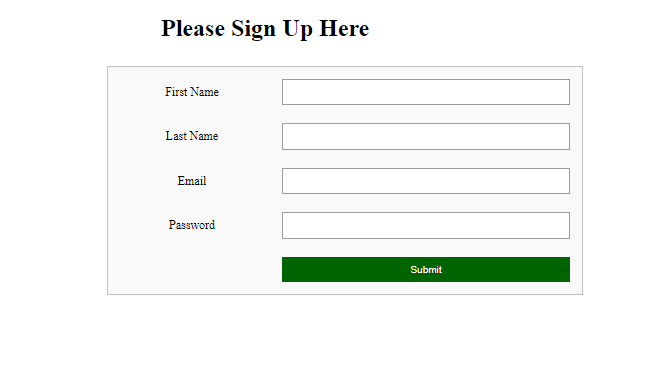 Please Sign Up Here
First Name
Last Name
Email
Password
Submit